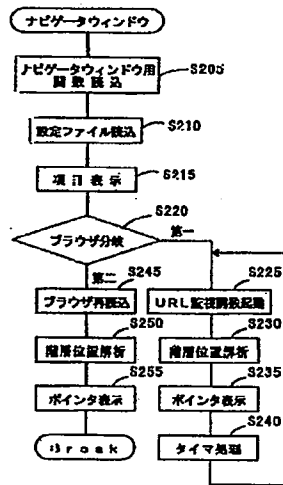 ナビゲータウィンドウ
ナビゲータウィンドウ用
関数読込
S205
設定ファイル読込
S210
項目表示
S215
ブラウザ分岐
S220
第一
第二
ブラウザ再読込
S245
URL監視関数起動
S225
階層位置解析
S250
階層位置解析
S230
ポインタ表示
S255
ポインタ表示
S235
Break
タイマ処理
S240